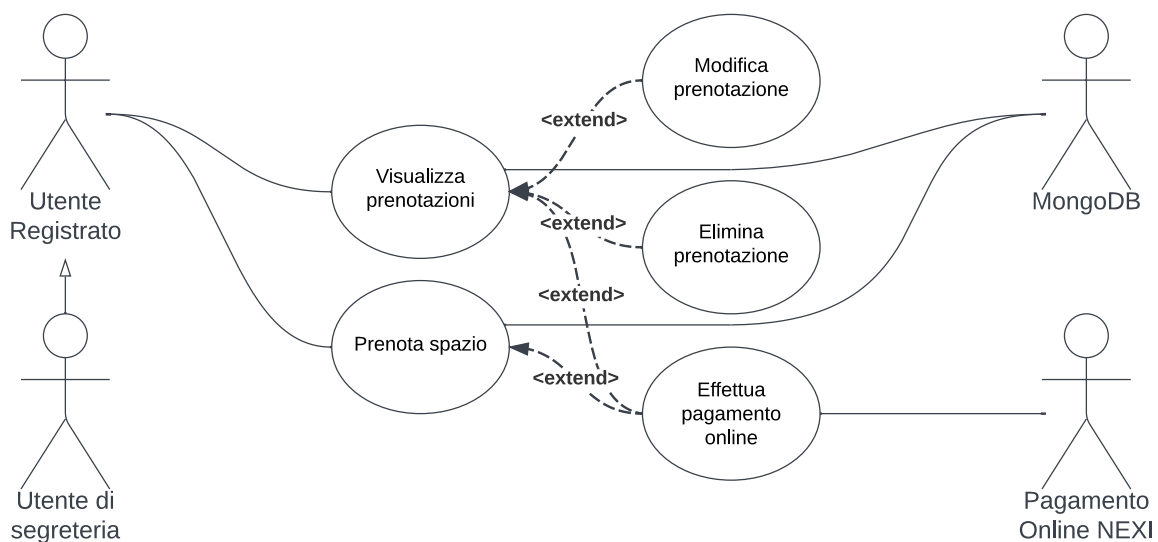 Utente
Registrato
Utente di
segreteria
Visualizza
prenotazioni
Prenota spazio
Modifica
prenotazione
<extend>
Elimina
prenotazione
<extend>
<extend>
<extend>
Effettua
pagamento
online
MongoDB
Pagamento
Online NEXI